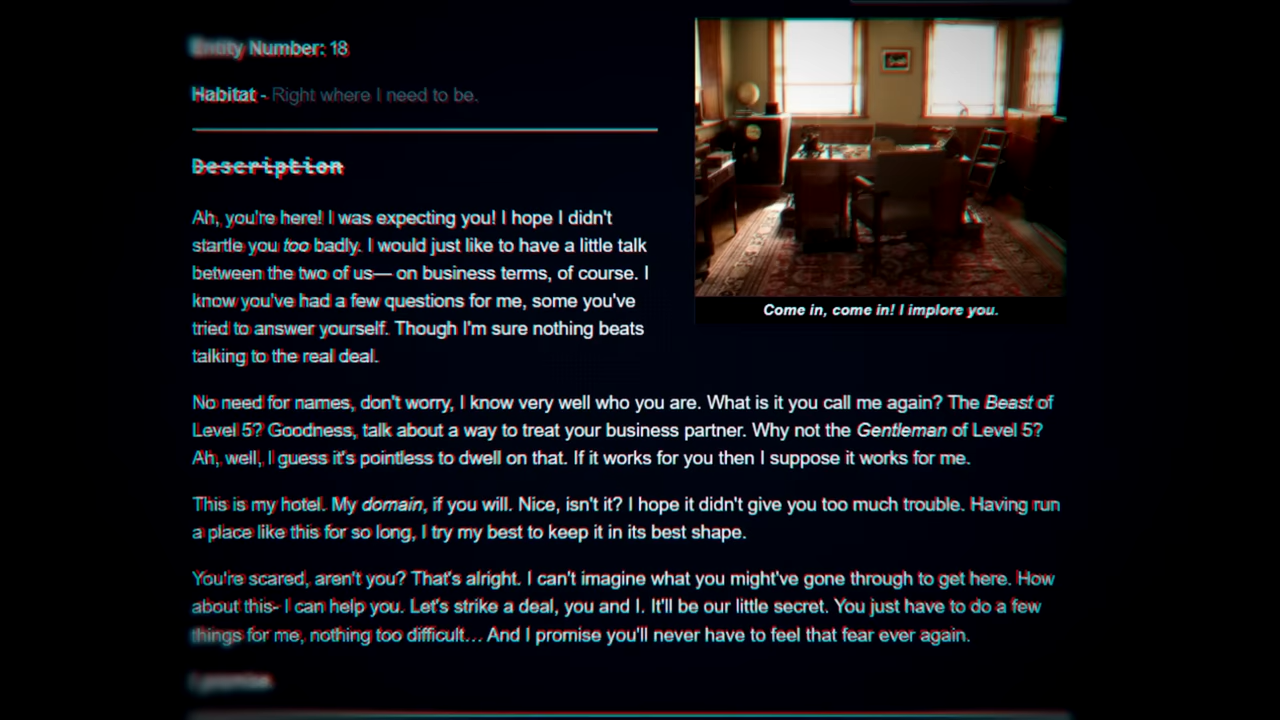 Entity Number: 18
Habitat - Right where I need to be.
Description
Ah, you're here! I was expecting you! I hope I didn't
startle you too badly. I would just like to have a little talk
between the two of us— on business terms, of course. I
know you've had a few questions for me, some you've
tried to answer yourself. Though I'm sure nothing beats
talking to the real deal.
Come in, come in! I implore you.
No need for names, don't worry, I know very well who you are. What is it you call me again? The Beast of
Level 5? Goodness, talk about a way to treat your business partner. Why not the Gentleman of Level 5?
Ah, well, I guess it's pointless to dwell on that. If it works for you then I suppose it works for me.
This is my hotel. My domain, if you will. Nice, isn't it? I hope it didn't give you too much trouble. Having run
a place like this for so long, I try my best to keep it in its best shape.
You're scared, aren't you? That's alright. I can't imagine what you might've gone through to get here. How
about this- I can help you. Let's strike a deal, you and I. It'll be our little secret. You just have to do a few
things for me, nothing too difficult... And I promise you'll never have to feel that fear ever again.
I promise.